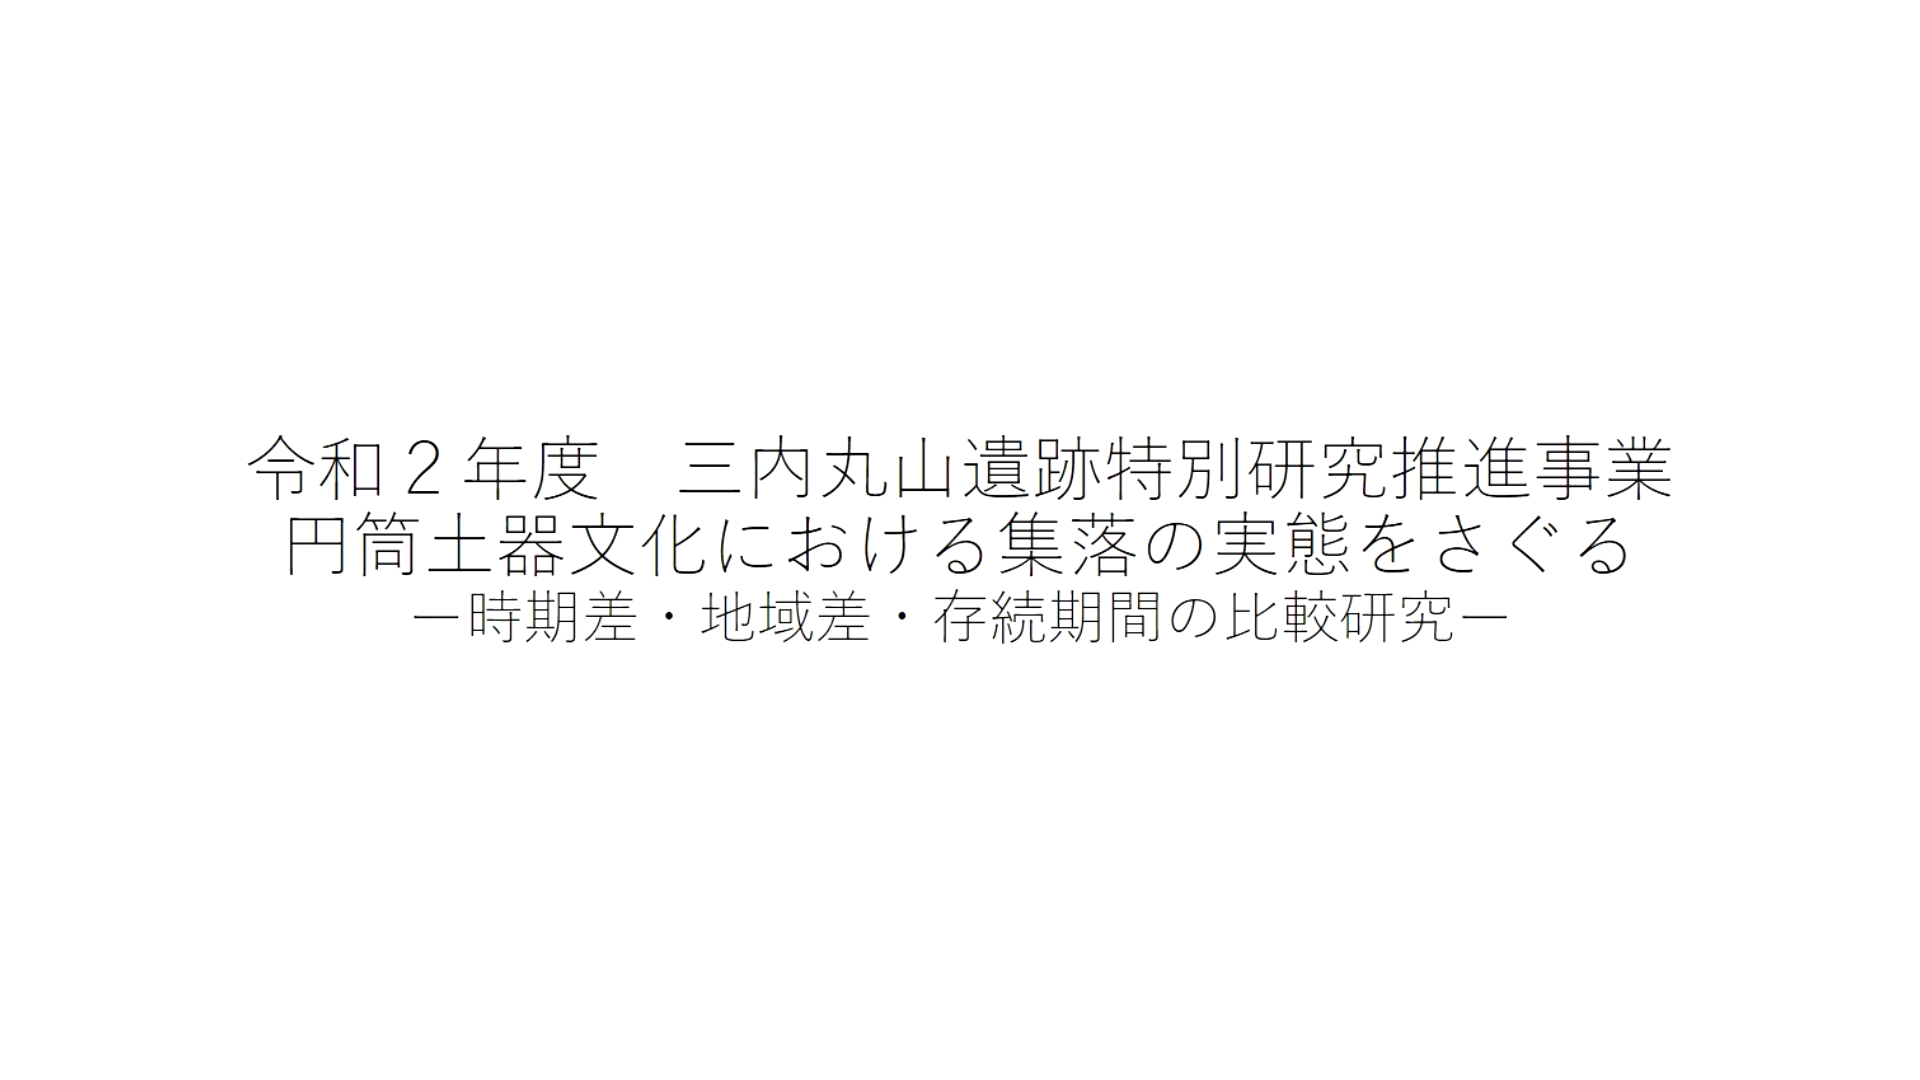 令和2年度　三内丸山遺跡特別研究推進事業
円筒土器文化における集落の実態をさぐる
－時期差・地域差・存続期間の比較研究－